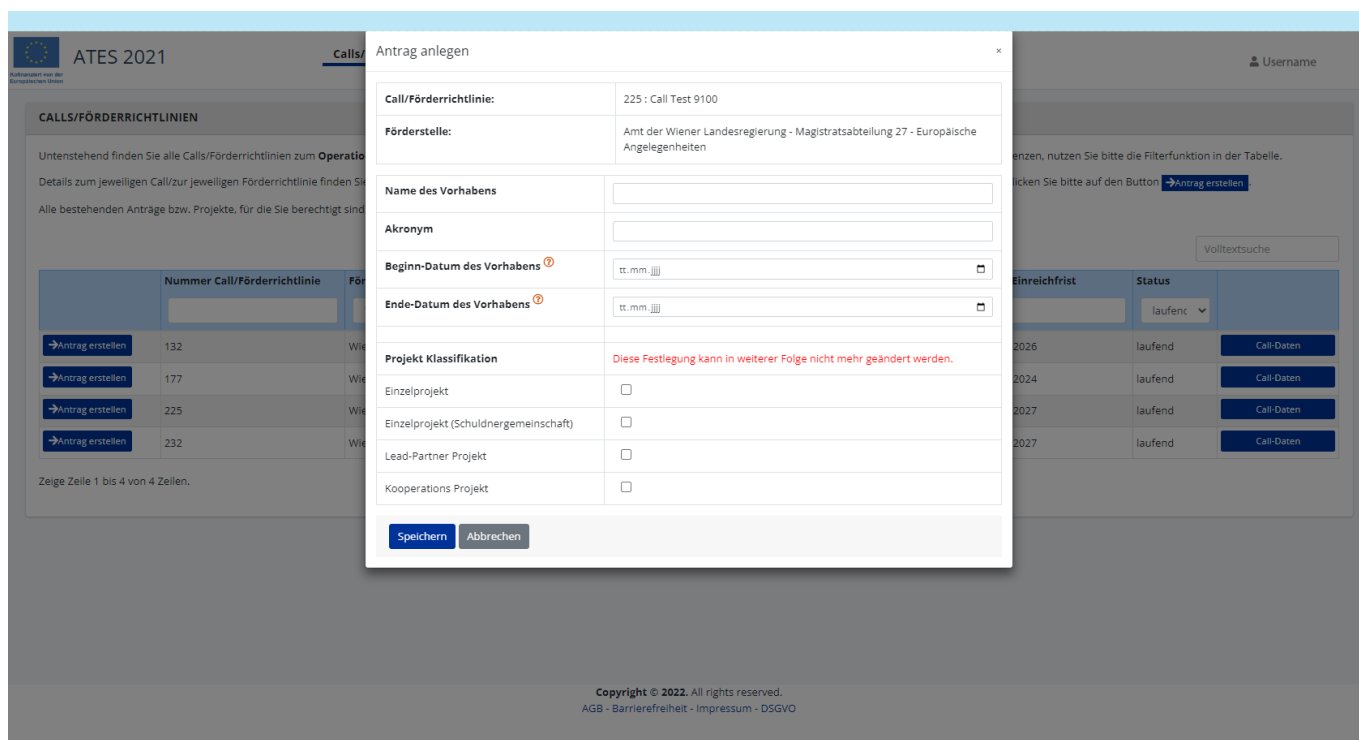 Kofinanziert von der
Europäischen Union
ATES 2021
Calls/
Username
CALLS/FÖRDERRICHTLINIEN
Untenstehend finden Sie alle Calls/Förderrichtlinien zum Operatio
enzen, nutzen Sie bitte die Filterfunktion in der Tabelle.
Details zum jeweiligen Call/zur jeweiligen Förderrichtlinie finden Sie
licken Sie bitte auf den Button →Antrag erstellen .
Alle bestehenden Anträge bzw. Projekte, für die Sie berechtigt sind
Volltextsuche
Nummer Call/Förderrichtlinie För Einreichfrist Status
laufenc
→Antrag erstellen 132 Wie 2026 laufend Call-Daten
→Antrag erstellen 177 Wie 2024 laufend Call-Daten
→Antrag erstellen 225 Wie 2027 laufend Call-Daten
→Antrag erstellen 232 Wie 2027 laufend Call-Daten
Zeige Zeile 1 bis 4 von 4 Zeilen.
Antrag anlegen ×
Call/Förderrichtlinie: 225 : Call Test 9100
Förderstelle: Amt der Wiener Landesregierung - Magistratsabteilung 27 - Europäische
Angelegenheiten
Name des Vorhabens
Akronym
Beginn-Datum des Vorhabens ? tt.mm.jjjj
Ende-Datum des Vorhabens ? tt.mm.jjjj
Projekt Klassifikation Diese Festlegung kann in weiterer Folge nicht mehr geändert werden.
Einzelprojekt
Einzelprojekt (Schuldnergemeinschaft)
Lead-Partner Projekt
Kooperations Projekt
Speichern Abbrechen
Copyright © 2022. All rights reserved.
AGB - Barrierefreiheit - Impressum - DSGVO